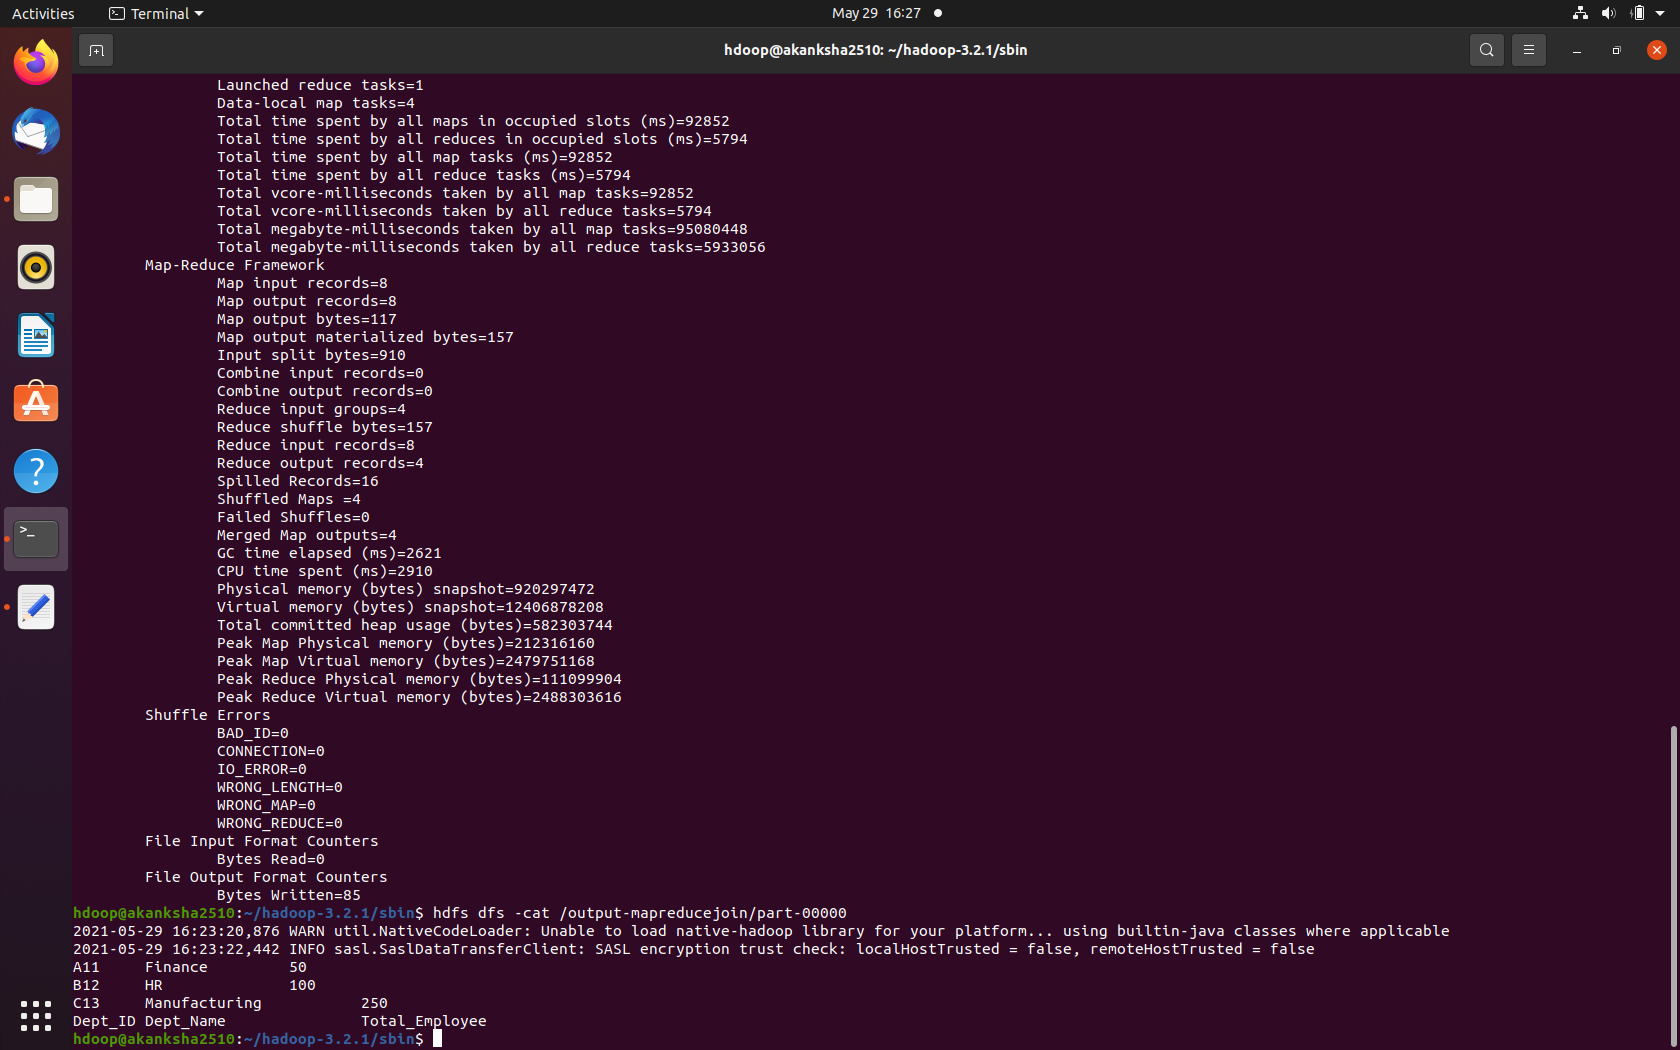 Activities
Terminal
May 29 16:27
hdoop@akanksha2510: ~/hadoop-3.2.1/sbin
Launched reduce tasks=1
Data-local map tasks=4
Total time spent by all maps in occupied slots (ms)=92852
Total time spent by all reduces in occupied slots (ms)=5794
Total time spent by all map tasks (ms)=92852
Total time spent by all reduce tasks (ms)=5794
Total vcore-milliseconds taken by all map tasks=92852
Total vcore-milliseconds taken by all reduce tasks=5794
Total megabyte-milliseconds taken by all map tasks=95080448
Total megabyte-milliseconds taken by all reduce tasks=5933056
Map-Reduce Framework
Map input records=8
Map output records=8
Map output bytes=117
Map output materialized bytes=157
Input split bytes=910
Combine input records=0
Combine output records=0
Reduce input groups=4
Reduce shuffle bytes=157
Reduce input records=8
Reduce output records=4
Spilled Records=16
Shuffled Maps =4
Failed Shuffles=0
Merged Map outputs=4
GC time elapsed (ms)=2621
CPU time spent (ms)=2910
Physical memory (bytes) snapshot=920297472
Virtual memory (bytes) snapshot=12406878208
Total committed heap usage (bytes)=582303744
Peak Map Physical memory (bytes)=212316160
Peak Map Virtual memory (bytes)=2479751168
Peak Reduce Physical memory (bytes)=111099904
Peak Reduce Virtual memory (bytes)=2488303616
Shuffle Errors
BAD_ID=0
CONNECTION=0
IO_ERROR=0
WRONG_LENGTH=0
WRONG_MAP=0
WRONG_REDUCE=0
File Input Format Counters
Bytes Read=0
File Output Format Counters
Bytes Written=85
hdoop@akanksha2510:~/hadoop-3.2.1/sbin$ hdfs dfs -cat /output-mapreducejoin/part-00000
2021-05-29 16:23:20,876 WARN util.NativeCodeLoader: Unable to load native-hadoop library for your platform... using builtin-java classes where applicable
2021-05-29 16:23:22,442 INFO sasl.SaslDataTransferClient: SASL encryption trust check: localHostTrusted = false, remoteHostTrusted = false
A11 Finance 50
B12 HR 100
C13 Manufacturing 250
Dept_ID Dept_Name Total_Employee
hdoop@akanksha2510:~/hadoop-3.2.1/sbin$